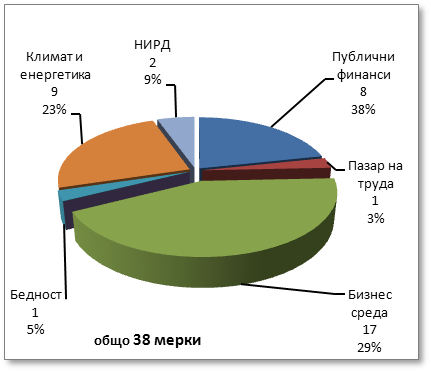 НИРД
2
9%
Публични
финанси
8
38%
Пазар на
труда
1
3%
Бизнес
среда
17
29%
Бедност
1
5%
Климат и
енергетика
9
23%
общо 38 мерки